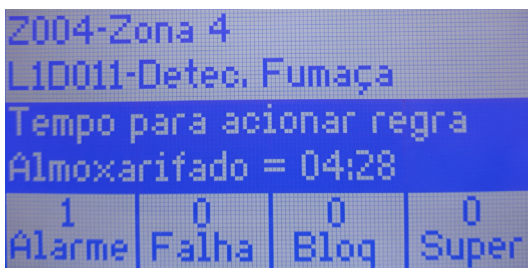 Z004-Zona 4
L1D011-Detec. Fumaça
Tempo para acionar regra
Almoxarifado = 04:28
1 0 0 0
Alarme Falha Bloq Super